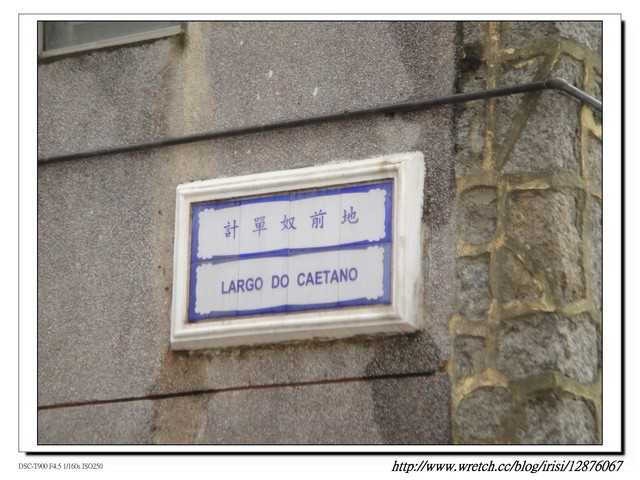 計單奴前地
LARGO DO CAETANO
DSC-T900 F4.5 1/160s ISO250
http://www.wretch.cc/blog/irisi/12876067